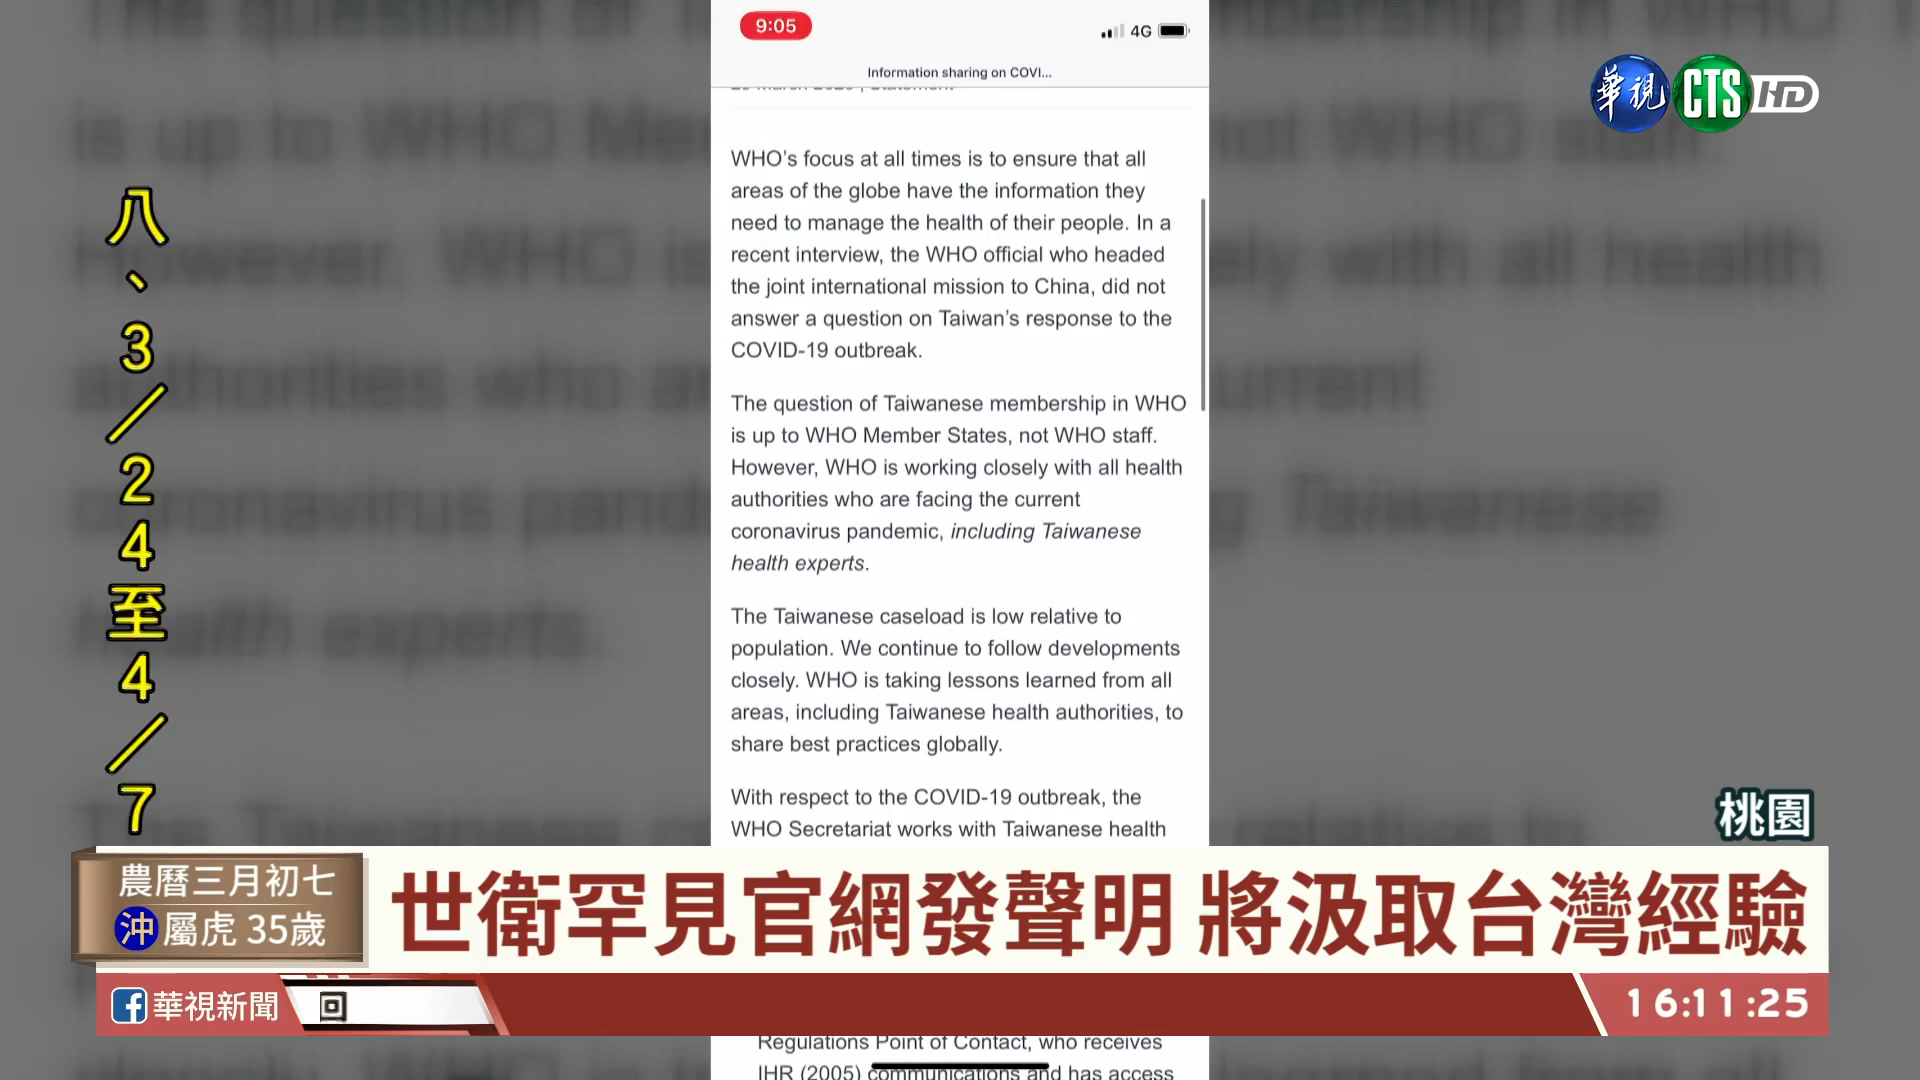 9:05
4G
Information sharing on COVI...
華視 CTS HD
WHO's focus at all times is to ensure that all
areas of the globe have the information they
need to manage the health of their people. In a
recent interview, the WHO official who headed
the joint international mission to China, did not
answer a question on Taiwan's response to the
COVID-19 outbreak.
The question of Taiwanese membership in WHO
is up to WHO Member States, not WHO staff.
However, WHO is working closely with all health
authorities who are facing the current
coronavirus pandemic, including Taiwanese
health experts.
The Taiwanese caseload is low relative to
population. We continue to follow developments
closely. WHO is taking lessons learned from all
areas, including Taiwanese health authorities, to
share best practices globally.
With respect to the COVID-19 outbreak, the
WHO Secretariat works with Taiwanese health
八、3/24至4/7
桃園
農曆三月初七
沖屬虎 35歲
世衛罕見官網發聲明 將汲取台灣經驗
華視新聞
回
16:11:25
Regulations Point of Contact, who receives
IHR (2005) communications and has access